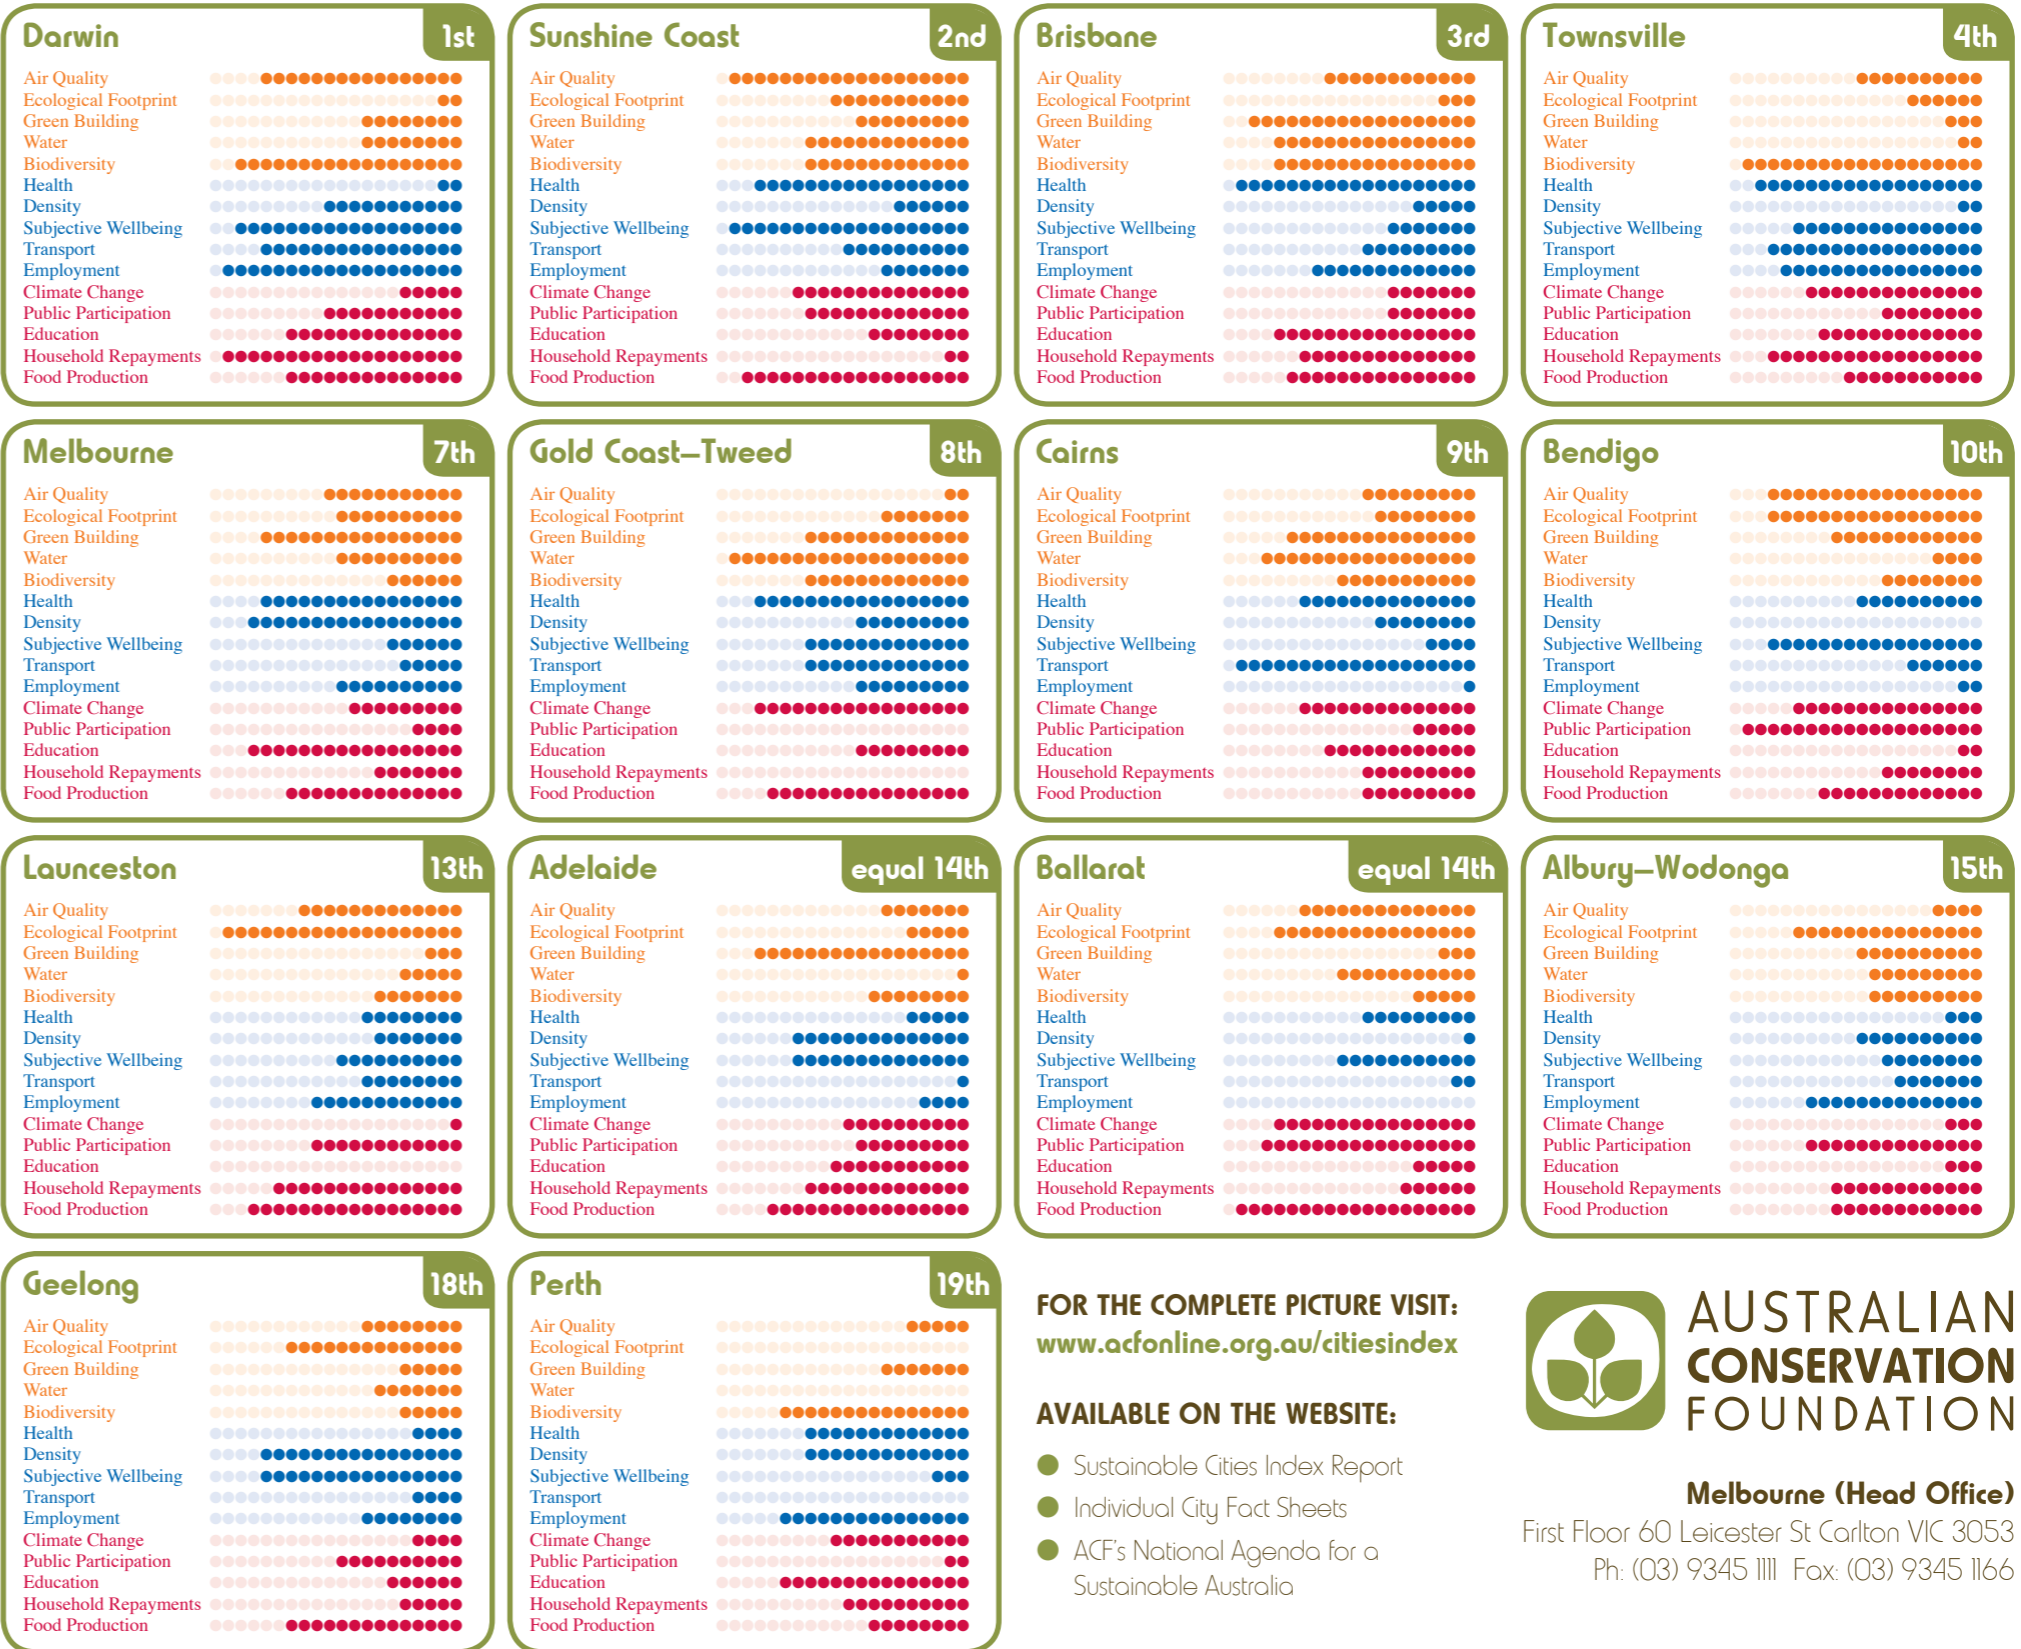 Darwin 1st
Air Quality
Ecological Footprint
Green Building
Water
Biodiversity
Health
Density
Subjective Wellbeing
Transport
Employment
Climate Change
Public Participation
Education
Household Repayments
Food Production
Sunshine Coast 2nd
Air Quality
Ecological Footprint
Green Building
Water
Biodiversity
Health
Density
Subjective Wellbeing
Transport
Employment
Climate Change
Public Participation
Education
Household Repayments
Food Production
Brisbane 3rd
Air Quality
Ecological Footprint
Green Building
Water
Biodiversity
Health
Density
Subjective Wellbeing
Transport
Employment
Climate Change
Public Participation
Education
Household Repayments
Food Production
Townsville 4th
Air Quality
Ecological Footprint
Green Building
Water
Biodiversity
Health
Density
Subjective Wellbeing
Transport
Employment
Climate Change
Public Participation
Education
Household Repayments
Food Production
Melbourne 7th
Air Quality
Ecological Footprint
Green Building
Water
Biodiversity
Health
Density
Subjective Wellbeing
Transport
Employment
Climate Change
Public Participation
Education
Household Repayments
Food Production
Gold Coast–Tweed 8th
Air Quality
Ecological Footprint
Green Building
Water
Biodiversity
Health
Density
Subjective Wellbeing
Transport
Employment
Climate Change
Public Participation
Education
Household Repayments
Food Production
Cairns 9th
Air Quality
Ecological Footprint
Green Building
Water
Biodiversity
Health
Density
Subjective Wellbeing
Transport
Employment
Climate Change
Public Participation
Education
Household Repayments
Food Production
Bendigo 10th
Air Quality
Ecological Footprint
Green Building
Water
Biodiversity
Health
Density
Subjective Wellbeing
Transport
Employment
Climate Change
Public Participation
Education
Household Repayments
Food Production
Launceston 13th
Air Quality
Ecological Footprint
Green Building
Water
Biodiversity
Health
Density
Subjective Wellbeing
Transport
Employment
Climate Change
Public Participation
Education
Household Repayments
Food Production
Adelaide equal 14th
Air Quality
Ecological Footprint
Green Building
Water
Biodiversity
Health
Density
Subjective Wellbeing
Transport
Employment
Climate Change
Public Participation
Education
Household Repayments
Food Production
Ballarat equal 14th
Air Quality
Ecological Footprint
Green Building
Water
Biodiversity
Health
Density
Subjective Wellbeing
Transport
Employment
Climate Change
Public Participation
Education
Household Repayments
Food Production
Albury–Wodonga 15th
Air Quality
Ecological Footprint
Green Building
Water
Biodiversity
Health
Density
Subjective Wellbeing
Transport
Employment
Climate Change
Public Participation
Education
Household Repayments
Food Production
Geelong 18th
Air Quality
Ecological Footprint
Green Building
Water
Biodiversity
Health
Density
Subjective Wellbeing
Transport
Employment
Climate Change
Public Participation
Education
Household Repayments
Food Production
Perth 19th
Air Quality
Ecological Footprint
Green Building
Water
Biodiversity
Health
Density
Subjective Wellbeing
Transport
Employment
Climate Change
Public Participation
Education
Household Repayments
Food Production
FOR THE COMPLETE PICTURE VISIT:
www.acfonline.org.au/citiesindex
AVAILABLE ON THE WEBSITE:
Sustainable Cities Index Report
Individual City Fact Sheets
ACF's National Agenda for a
Sustainable Australia
AUSTRALIAN
CONSERVATION
FOUNDATION
Melbourne (Head Office)
First Floor 60 Leicester St Carlton VIC 3053
Ph: (03) 9345 1111 Fax: (03) 9345 1166